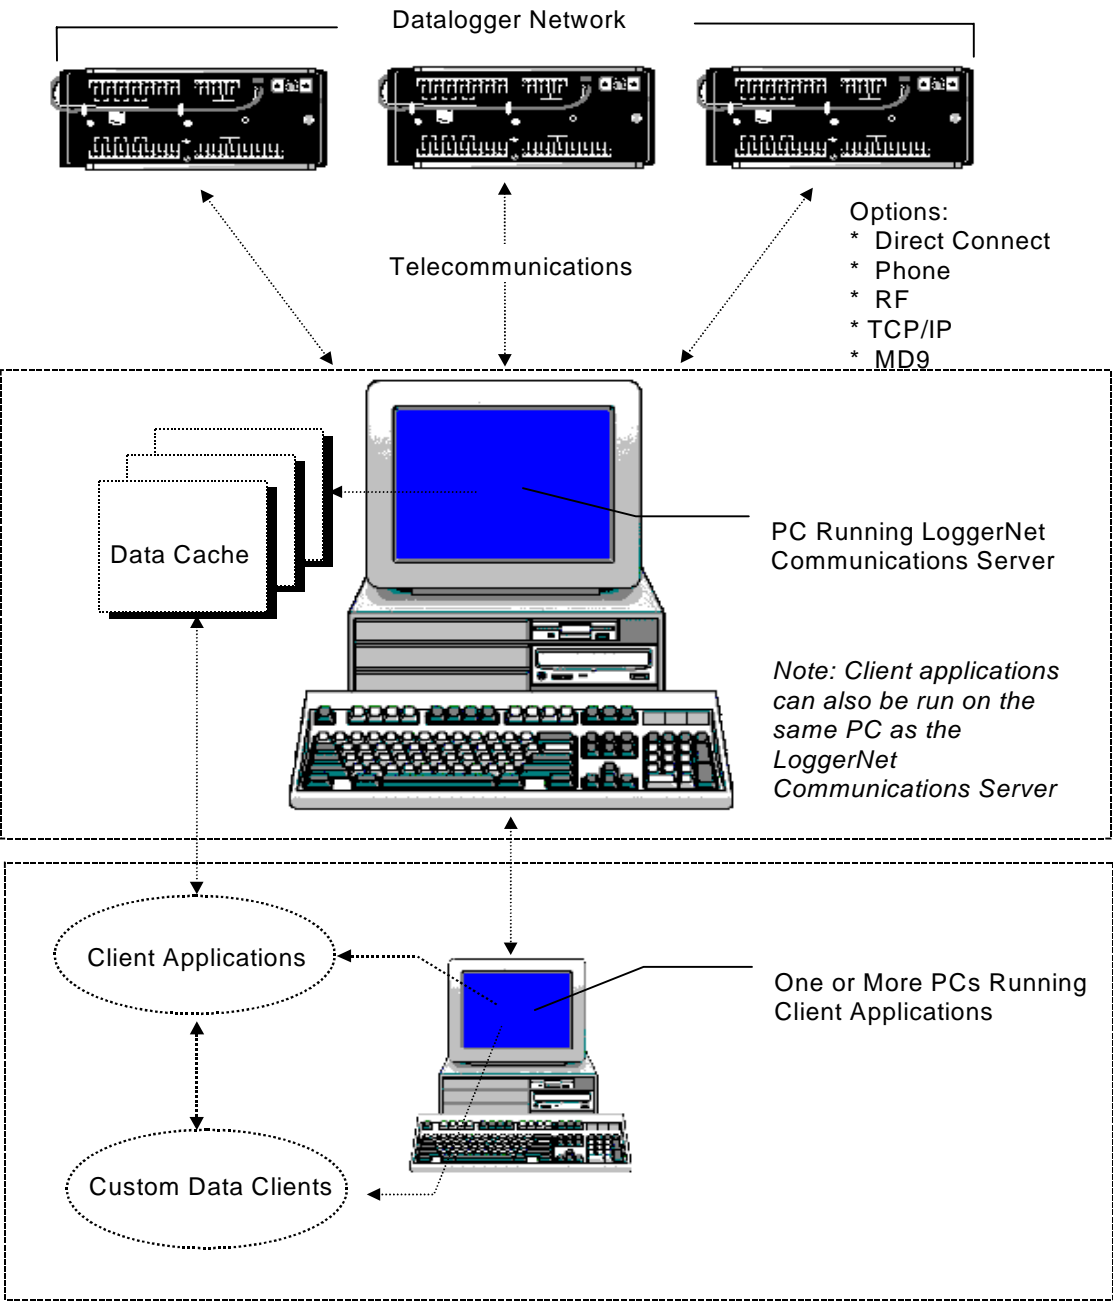 Datalogger Network
Telecommunications
Options:
* Direct Connect
* Phone
* RF
* TCP/IP
* MD9
Data Cache
PC Running LoggerNet
Communications Server
Note: Client applications
can also be run on the
same PC as the
LoggerNet
Communications Server
Client Applications
One or More PCs Running
Client Applications
Custom Data Clients